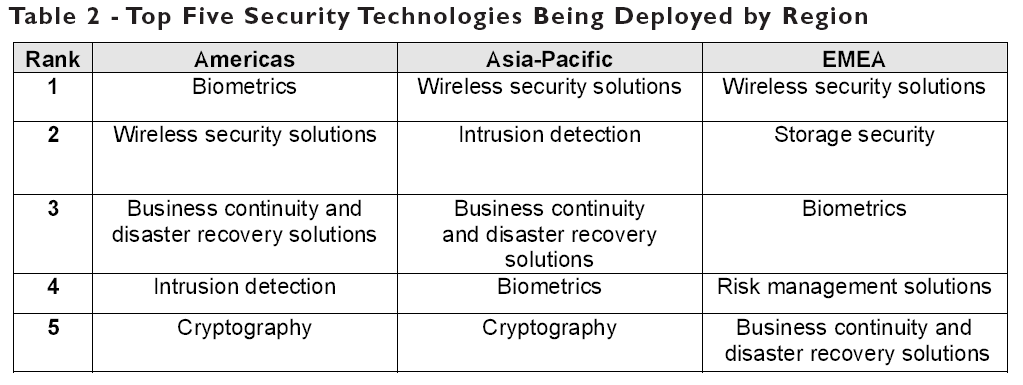 Table 2 - Top Five Security Technologies Being Deployed by Region
Rank Americas Asia-Pacific EMEA
1 Biometrics Wireless security solutions Wireless security solutions
2 Wireless security solutions Intrusion detection Storage security
3 Business continuity and Business continuity Biometrics
disaster recovery solutions and disaster recovery
solutions
4 Intrusion detection Biometrics Risk management solutions
5 Cryptography Cryptography Business continuity and
disaster recovery solutions